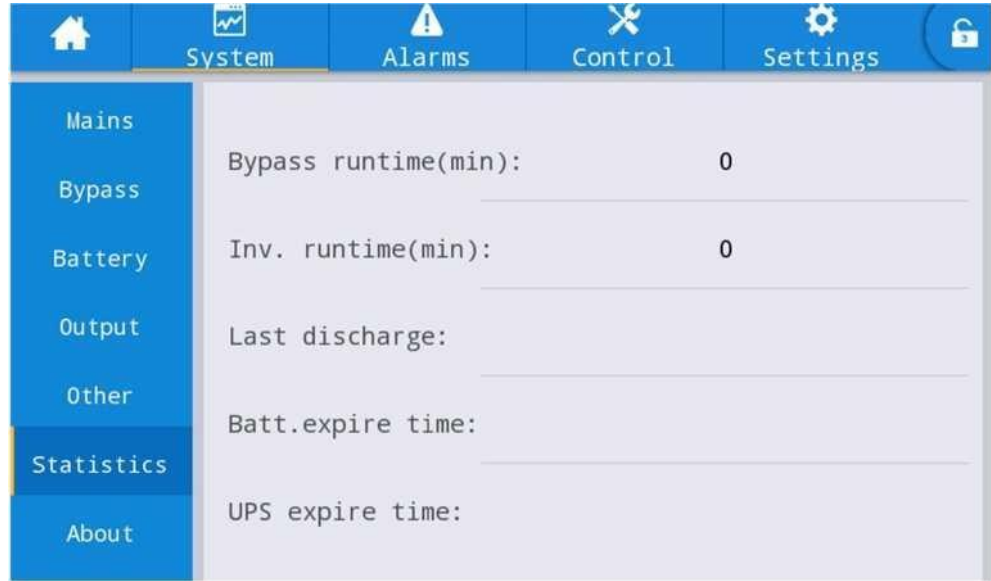 System
Alarms
Control
Settings
3
Mains
Bypass
Battery
Output
Other
Statistics
About
Bypass runtime(min): 0
Inv. runtime(min): 0
Last discharge:
Batt.expire time:
UPS expire time: